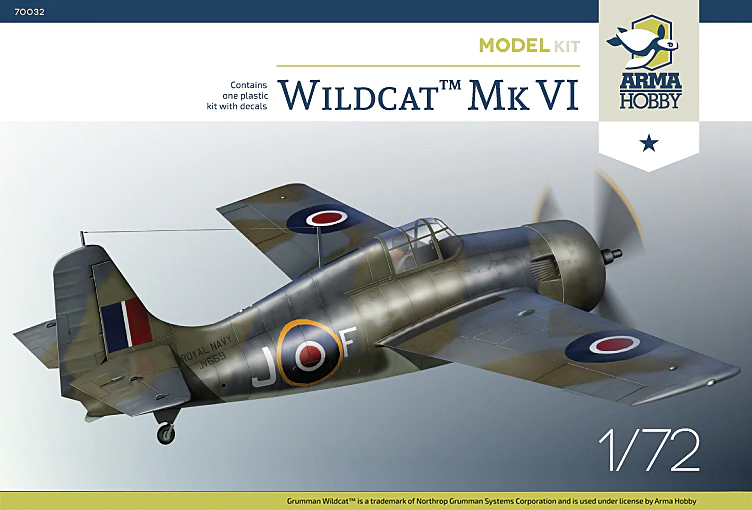 70032
MODEL KIT
Contains
one plastic
kit with decals
WILDCAT™ MK VI
ARMA
HOBBY
ROYAL NAVY
JV659
J F
1/72
Grumman Wildcat™ is a trademark of Northrop Grumman Systems Corporation and is used under license by Arma Hobby